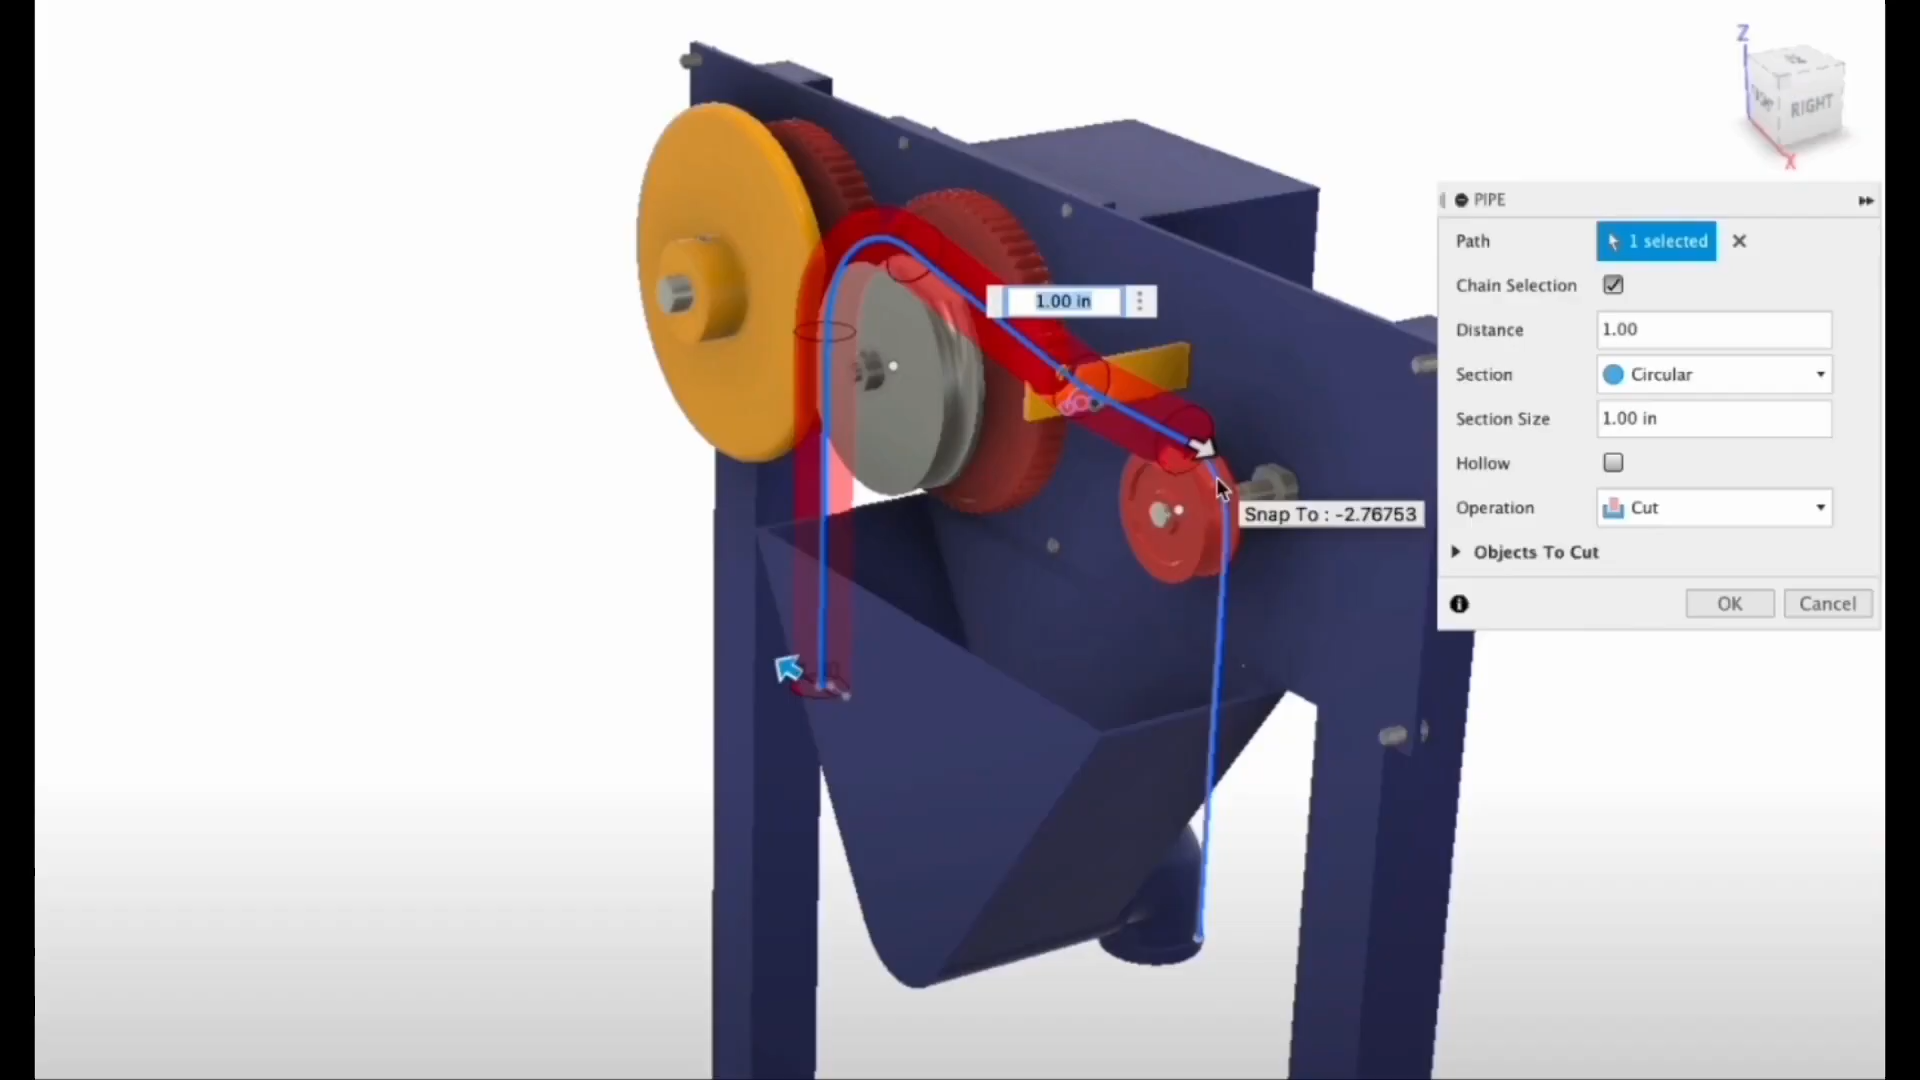 Z
RIGHT
X
PIPE
Path
1 selected
Chain Selection
Distance
1.00
Section
Circular
Section Size
1.00 in
Hollow
Operation
Cut
Objects To Cut
OK
Cancel
1.00 in
Snap To : -2.76753